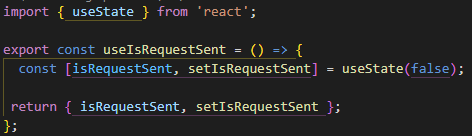 import { useState } from 'react';

export const useIsRequestSent = () => {
  const [isRequestSent, setIsRequestSent] = useState(false);

 return { isRequestSent, setIsRequestSent };
};